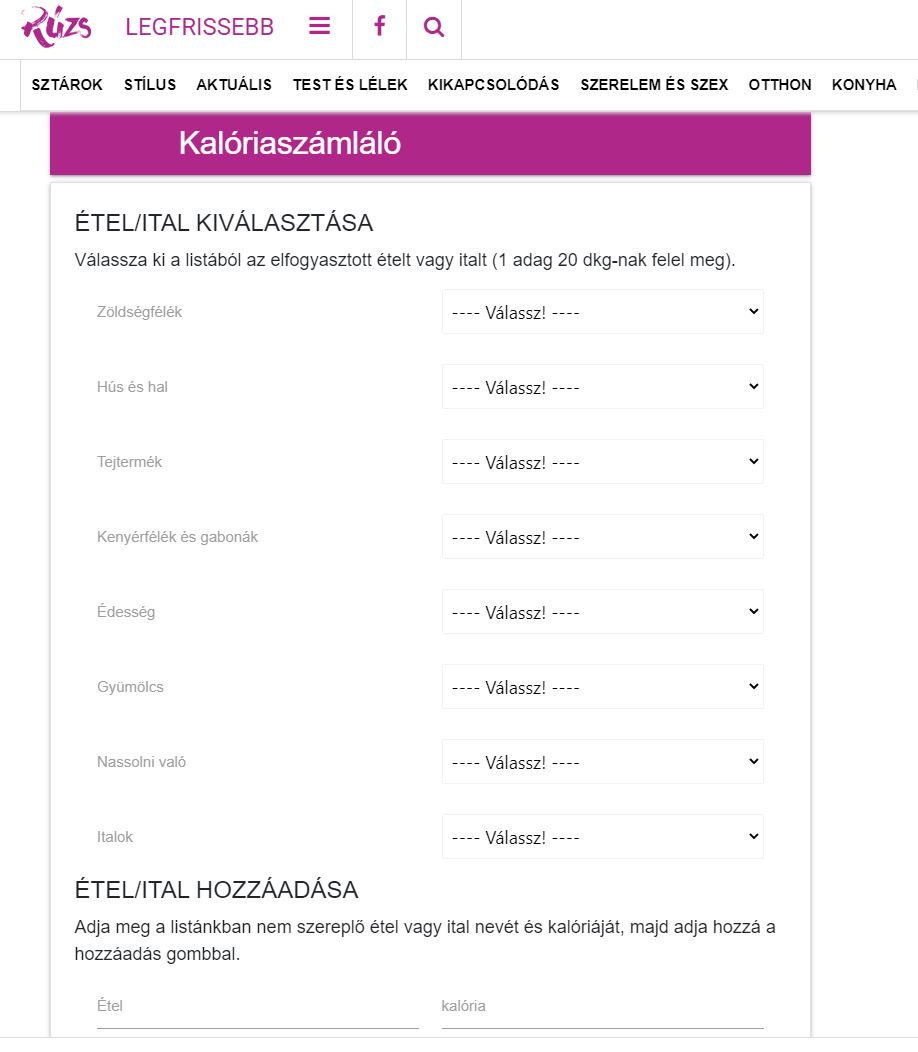 Rúzs LEGFRISSEBB
SZTÁROK STÍLUS AKTUÁLIS TEST ÉS LÉLEK KIKAPCSOLÓDÁS SZERELEM ÉS SZEX OTTHON KONYHA
Kalóriaszámláló
ÉTEL/ITAL KIVÁLASZTÁSA
Válassza ki a listából az elfogyasztott ételt vagy italt (1 adag 20 dkg-nak felel meg).
Zöldségfélék ---- Válassz! ----
Hús és hal ---- Válassz! ----
Tejtermék ---- Válassz! ----
Kenyérfélék és gabonák ---- Válassz! ----
Édesség ---- Válassz! ----
Gyümölcs ---- Válassz! ----
Nassolni való ---- Válassz! ----
Italok ---- Válassz! ----
ÉTEL/ITAL HOZZÁADÁSA
Adja meg a listánkban nem szereplő étel vagy ital nevét és kalóriáját, majd adja hozzá a
hozzáadás gombbal.
Étel kalória